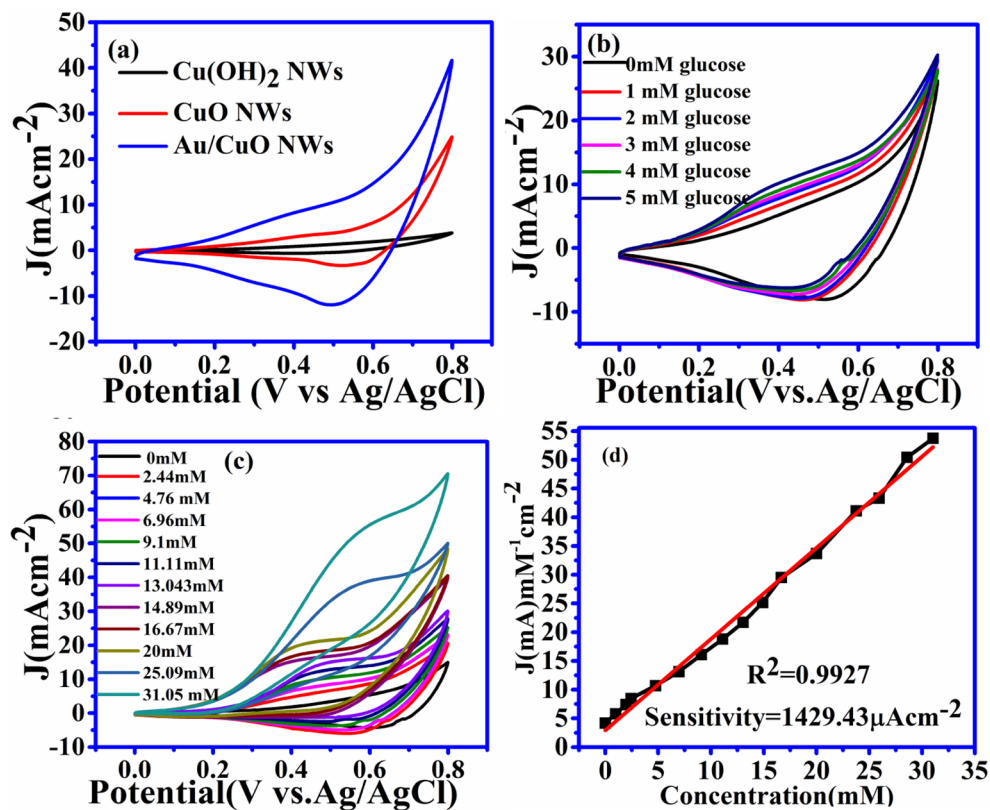 (a)
Cu(OH)2 NWs
CuO NWs
Au/CuO NWs
50
40
30
20
10
0
-10
-20
J(mAcm-2)
0.0 0.2 0.4 0.6 0.8
Potential (V vs Ag/AgCl)
(b)
0mM glucose
1 mM glucose
2 mM glucose
3 mM glucose
4 mM glucose
5 mM glucose
30
20
10
0
-10
J(mAcm-2)
0.0 0.2 0.4 0.6 0.8
Potential(Vvs.Ag/AgCl)
(c)
0mM
2.44mM
4.76 mM
6.96mM
9.1mM
11.11mM
13.043mM
14.89mM
16.67mM
20mM
25.09mM
31.05 mM
80
70
60
50
40
30
20
10
0
-10
J(mAcm-2)
0.0 0.2 0.4 0.6 0.8
Potential(V vs.Ag/AgCl)
(d)
55
50
45
40
35
30
25
20
15
10
5
0
J(mA)mM-1cm-2
R2=0.9927
Sensitivity=1429.43μAcm-2
0 5 10 15 20 25 30 35
Concentration(mM)